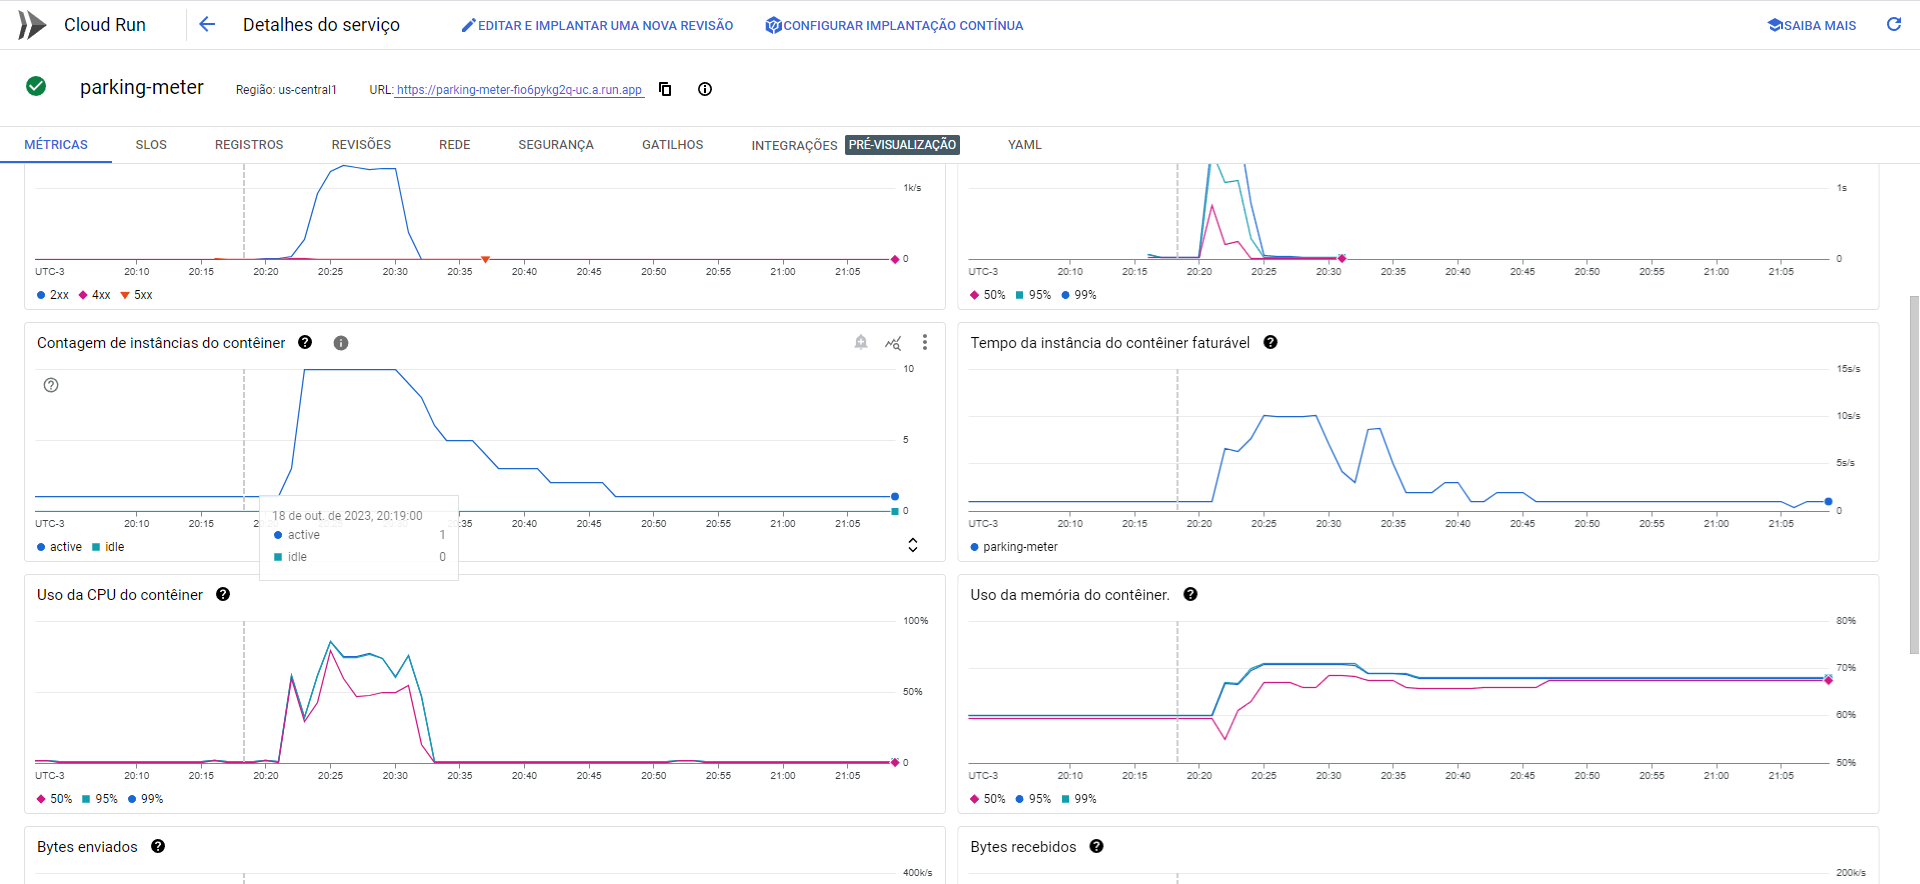 Cloud Run
Detalhes do serviço
EDITAR E IMPLANTAR UMA NOVA REVISÃO
CONFIGURAR IMPLANTAÇÃO CONTÍNUA
SAIBA MAIS
parking-meter
Região: us-central1
URL: https://parking-meter-fio6pykg2q-uc.a.run.app
MÉTRICAS
SLOS
REGISTROS
REVISÕES
REDE
SEGURANÇA
GATILHOS
INTEGRAÇÕES PRÉ-VISUALIZAÇÃO
YAML
1k/s
0
UTC-3 20:10 20:15 20:20 20:25 20:30 20:35 20:40 20:45 20:50 20:55 21:00 21:05
2xx 4xx 5xx
1s
0
UTC-3 20:10 20:15 20:20 20:25 20:30 20:35 20:40 20:45 20:50 20:55 21:00 21:05
50% 95% 99%
Contagem de instâncias do contêiner
10
5
0
UTC-3 20:10 20:15 20:35 20:40 20:45 20:50 20:55 21:00 21:05
active idle
18 de out. de 2023, 20:19:00
active 1
idle 0
Tempo da instância do contêiner faturável
15s/s
10s/s
5s/s
0
UTC-3 20:10 20:15 20:20 20:25 20:30 20:35 20:40 20:45 20:50 20:55 21:00 21:05
parking-meter
Uso da CPU do contêiner
100%
50%
0
UTC-3 20:10 20:15 20:20 20:25 20:30 20:35 20:40 20:45 20:50 20:55 21:00 21:05
50% 95% 99%
Uso da memória do contêiner.
80%
70%
60%
50%
UTC-3 20:10 20:15 20:20 20:25 20:30 20:35 20:40 20:45 20:50 20:55 21:00 21:05
50% 95% 99%
Bytes enviados
400k/s
Bytes recebidos
200k/s